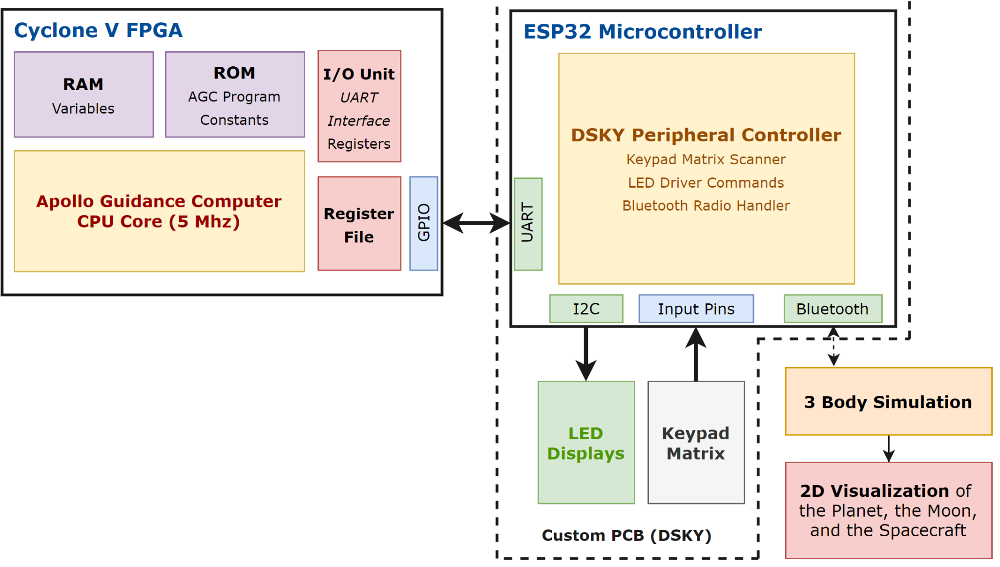 Cyclone V FPGA
RAM
Variables
ROM
AGC Program
Constants
I/O Unit
UART
Interface
Registers
Apollo Guidance Computer
CPU Core (5 Mhz)
Register
File
GPIO
ESP32 Microcontroller
DSKY Peripheral Controller
Keypad Matrix Scanner
LED Driver Commands
Bluetooth Radio Handler
UART
I2C
Input Pins
Bluetooth
LED
Displays
Keypad
Matrix
Custom PCB (DSKY)
3 Body Simulation
2D Visualization of
the Planet, the Moon,
and the Spacecraft